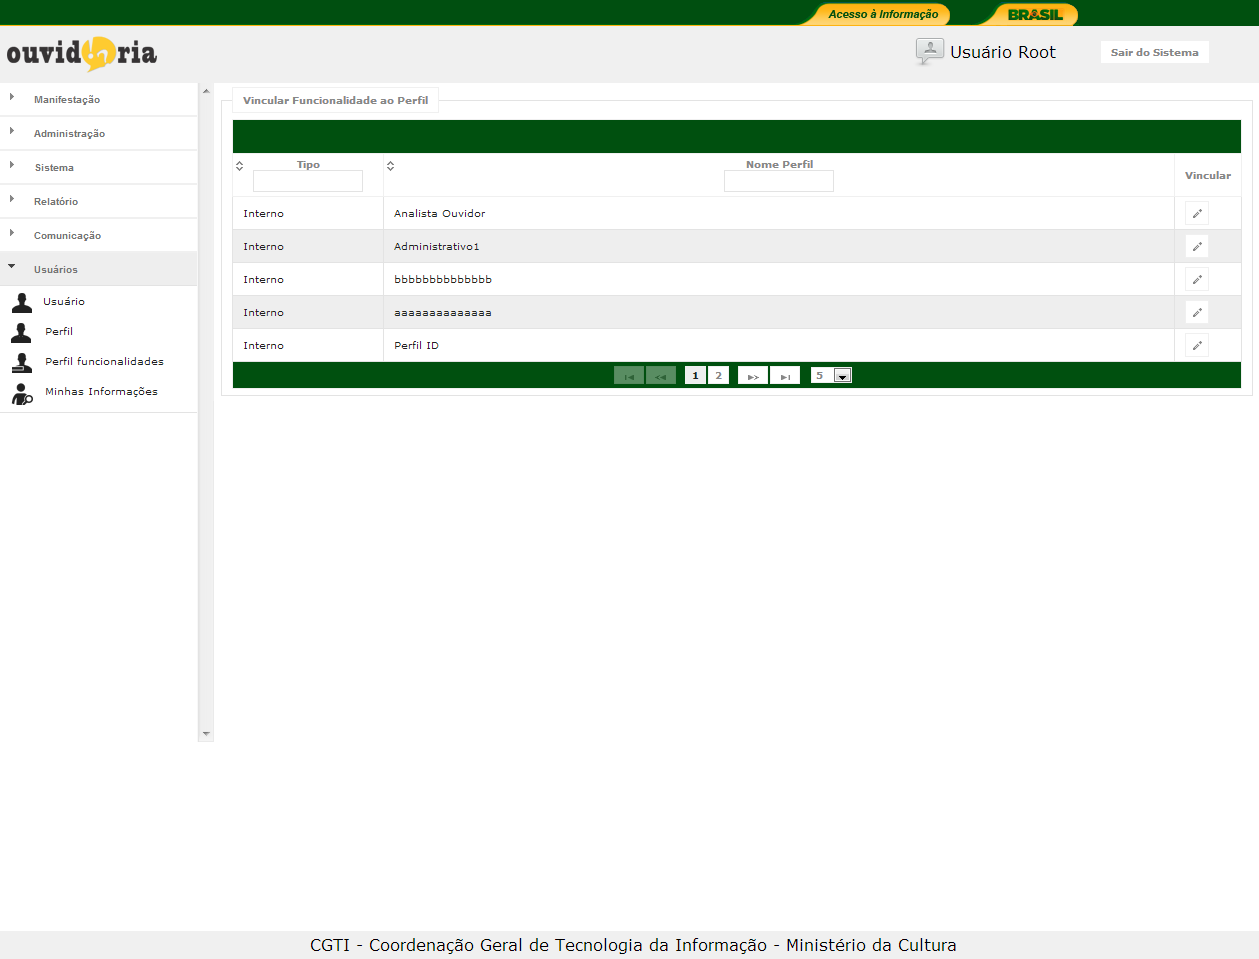 Acesso à Informação
BRASIL
ouvidoria
Usuário Root
Sair do Sistema
Manifestação
Administração
Sistema
Relatório
Comunicação
Usuários
Usuário
Perfil
Perfil funcionalidades
Minhas Informações
Vincular Funcionalidade ao Perfil
Tipo Nome Perfil Vincular
Interno Analista Ouvidor
Interno Administrativo1
Interno bbbbbbbbbbbbbb
Interno aaaaaaaaaaaaaa
Interno Perfil ID
1 2 5
CGTI - Coordenação Geral de Tecnologia da Informação - Ministério da Cultura